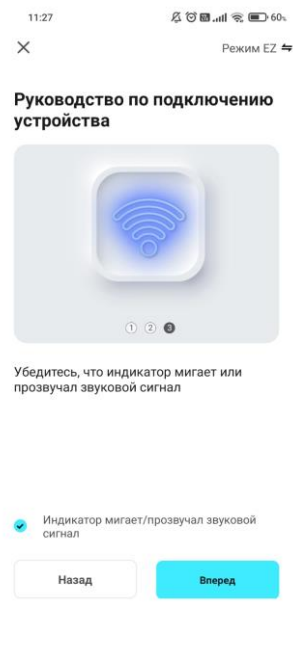 11:27
60%
Режим EZ
Руководство по подключению
устройства
1 2 3
Убедитесь, что индикатор мигает или
прозвучал звуковой сигнал
Индикатор мигает/прозвучал звуковой
сигнал
Назад
Вперед